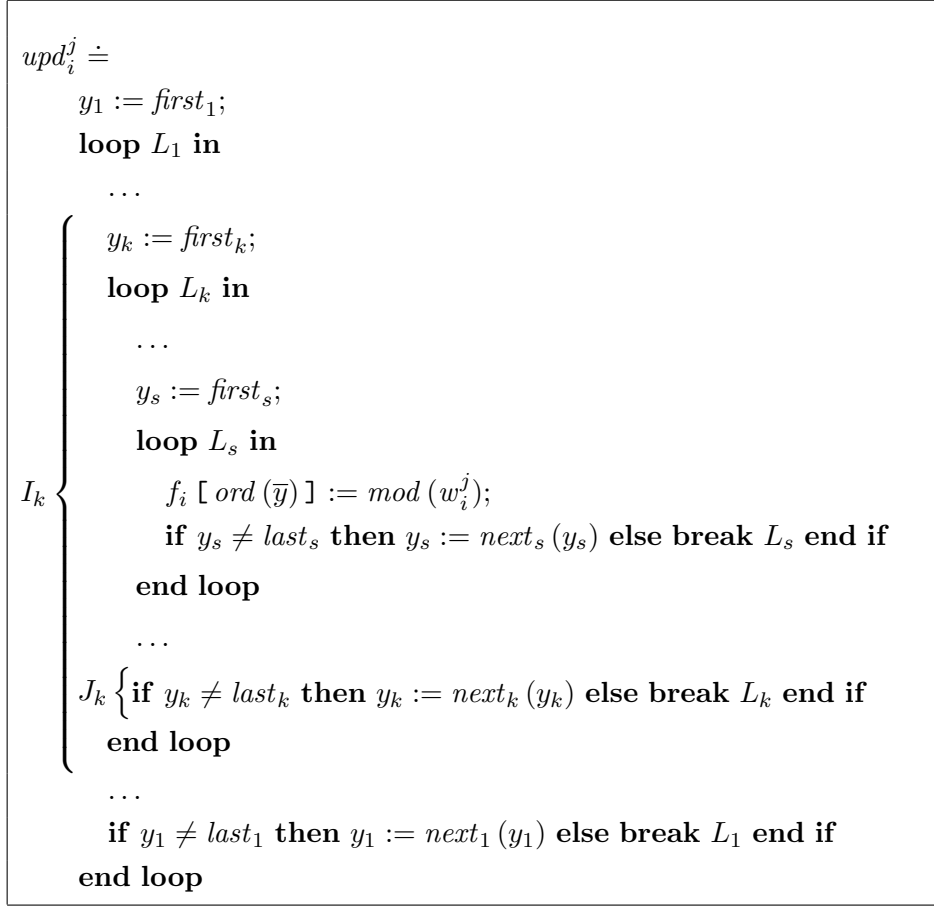 upd_i^j ≐
y_1 := first_1;
loop L_1 in
...
y_k := first_k;
loop L_k in
...
y_s := first_s;
loop L_s in
I_k { f_i [ ord (y̅) ] := mod (w_i^j);
if y_s ≠ last_s then y_s := next_s (y_s) else break L_s end if
end loop
...
J_k { if y_k ≠ last_k then y_k := next_k (y_k) else break L_k end if
end loop
...
if y_1 ≠ last_1 then y_1 := next_1 (y_1) else break L_1 end if
end loop